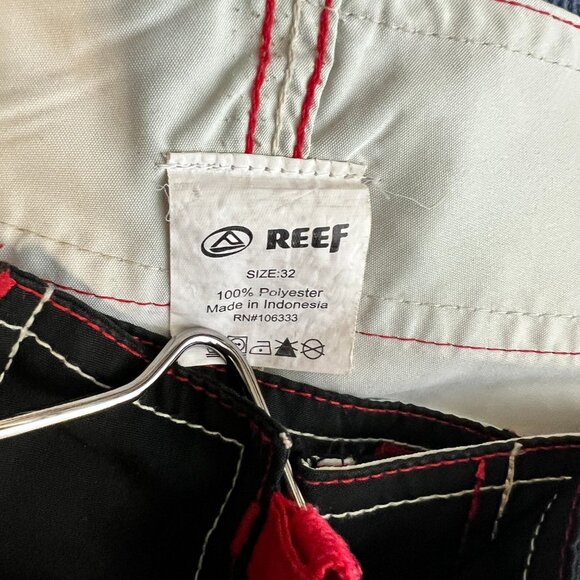 REEF
SIZE:32
100% Polyester
Made in Indonesia
RN#106333